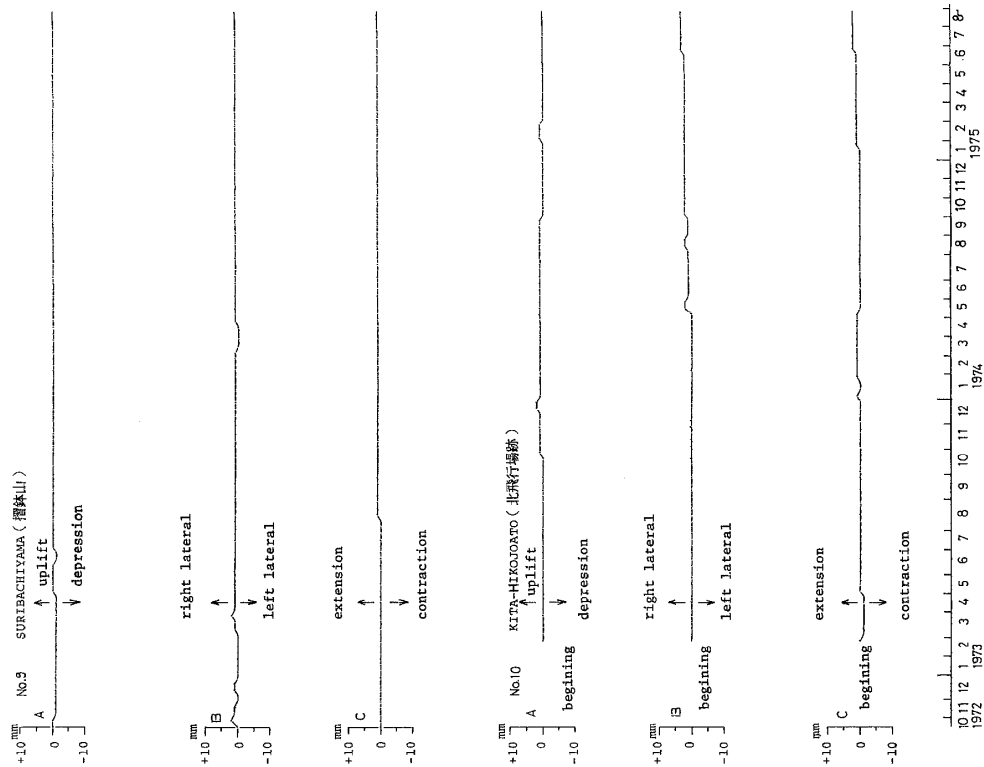 No.9 SURIBACHIYAMA (摺鉢山)
mm
+10
0
-10
A
uplift
depression
mm
+10
0
-10
B
right lateral
left lateral
mm
+10
0
-10
C
extension
contraction
No.10 KITA-HIKOJOATO (北飛行場跡)
mm
+10
0
-10
A
uplift
depression
begining
mm
+10
0
-10
B
right lateral
left lateral
begining
mm
+10
0
-10
C
extension
contraction
begining
10 11 12 1 2 3 4 5 6 7 8 9 10 11 12 1 2 3 4 5 6 7 8 9 10 11 12 1 2 3 4 5 6 7 8
1972 1973 1974 1975